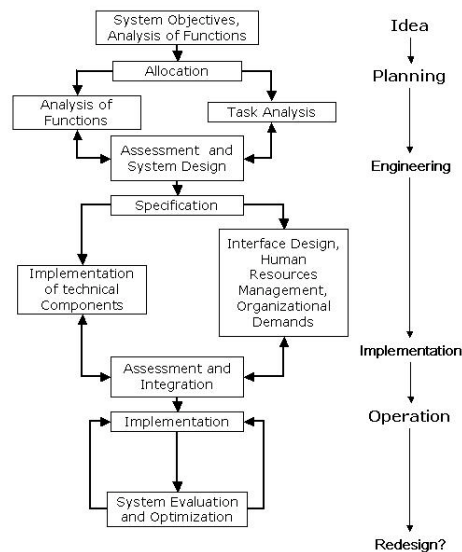 System Objectives,
Analysis of Functions
Idea
Allocation
Planning
Analysis of
Functions
Task Analysis
Assessment and
System Design
Engineering
Specification
Implementation
of technical
Components
Interface Design,
Human
Resources
Management,
Organizational
Demands
Implementation
Assessment and
Integration
Implementation
Operation
System Evaluation
and Optimization
Redesign?